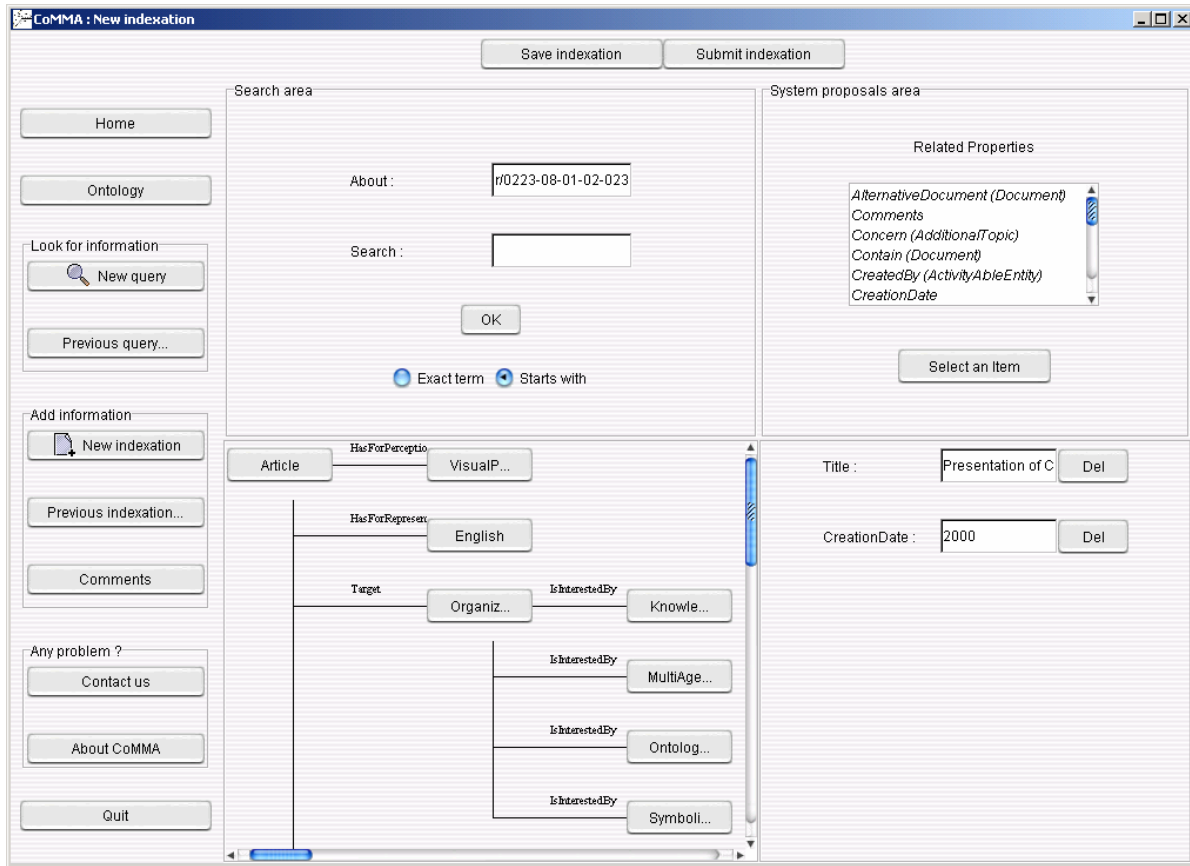 CoMMA : New indexation
Save indexation Submit indexation
Home
Ontology
Look for information
New query
Previous query...
Add information
New indexation
Previous indexation...
Comments
Any problem ?
Contact us
About CoMMA
Quit
Search area
About : r/0223-08-01-02-023
Search :
OK
Exact term Starts with
System proposals area
Related Properties
AlternativeDocument (Document)
Comments
Concern (AdditionalTopic)
Contain (Document)
CreatedBy (ActivityAbleEntity)
CreationDate
Select an Item
Article HasForPerceptio VisualP...
HasForRepresen English
Target Organiz... IsInterestedBy Knowle...
IsInterestedBy MultiAge...
IsInterestedBy Ontolog...
IsInterestedBy Symboli...
Title : Presentation of C Del
CreationDate : 2000 Del